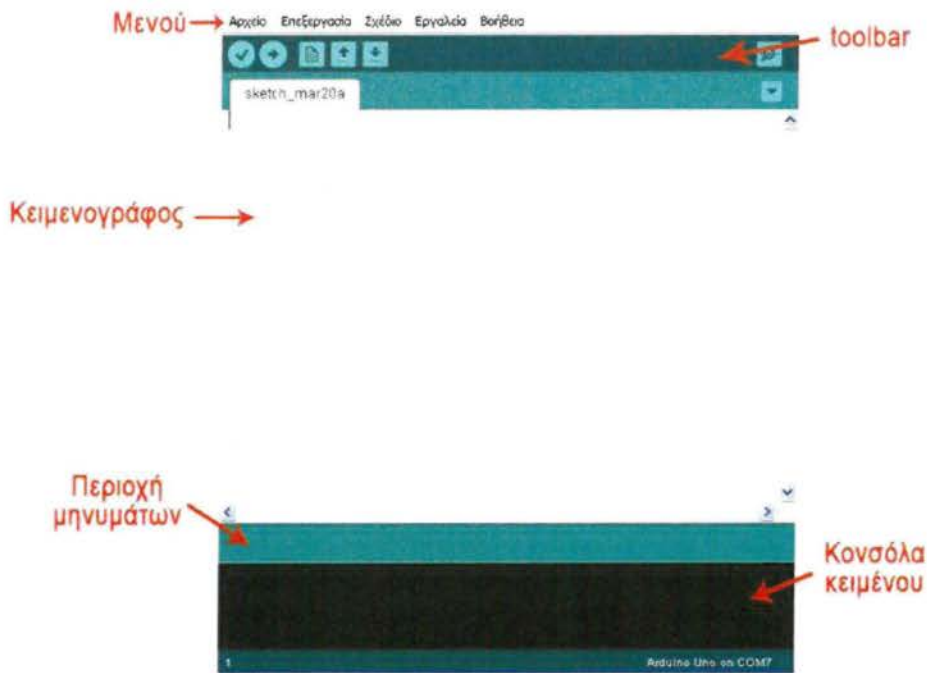 Μενού
Αρχείο Επεξεργασία Σχέδιο Εργαλεία Βοήθεια
toolbar
sketch_mar20a
Κειμενογράφος
Περιοχή
μηνυμάτων
Κονσόλα
κειμένου
1
Arduino Uno on COM7